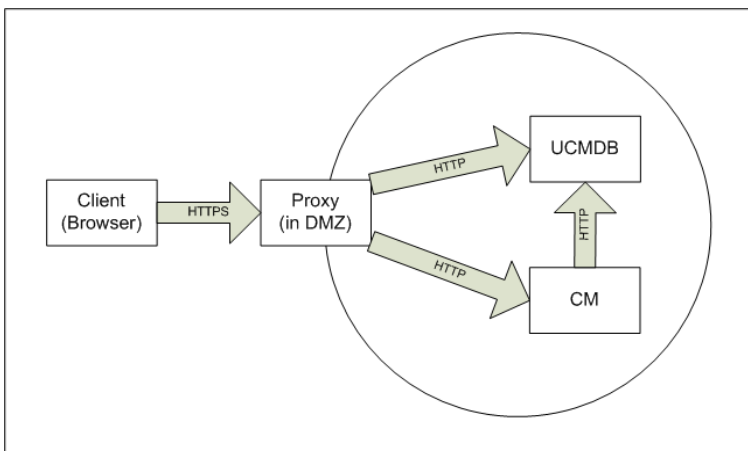 Client
(Browser)
HTTPS
Proxy
(in DMZ)
HTTP
UCMDB
HTTP
HTTP
CM